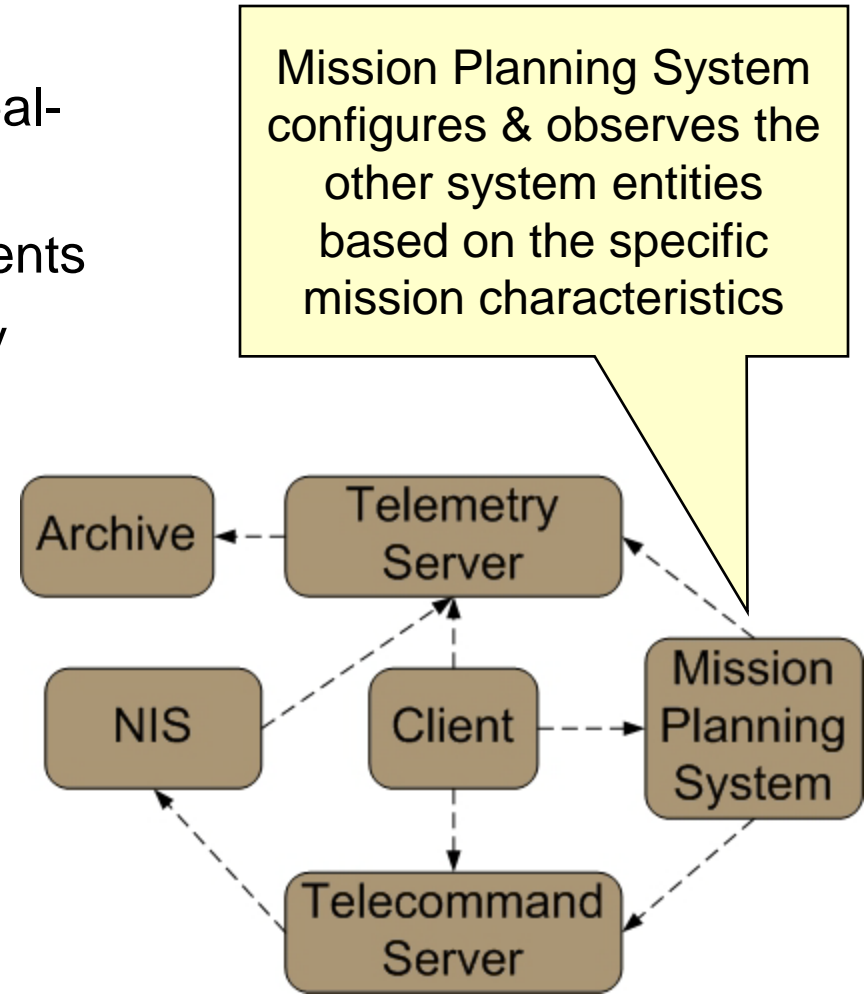 Mission Planning System
configures & observes the
other system entities
based on the specific
mission characteristics
Archive
Telemetry
Server
NIS
Client
Mission
Planning
System
Telecommand
Server